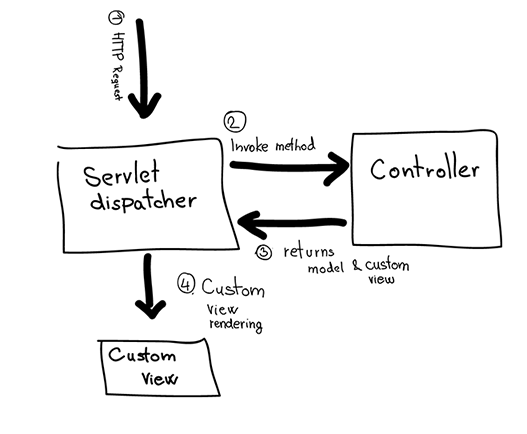 ① HTTP Request
②
Invoke method
Servlet
dispatcher
Controller
③ returns
model & custom
view
④. Custom
view
rendering
Custom
view